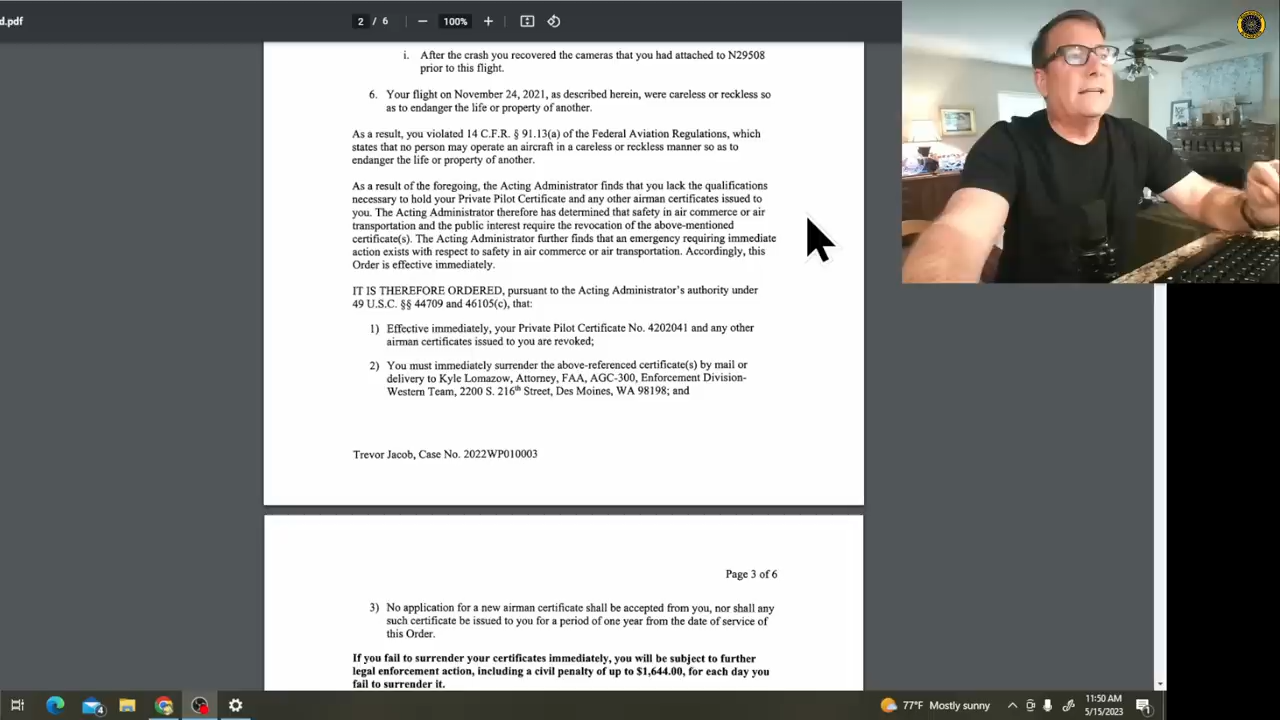 d.pdf
2 / 6
100%
i. After the crash you recovered the cameras that you had attached to N29508
prior to this flight.
6. Your flight on November 24, 2021, as described herein, were careless or reckless so
as to endanger the life or property of another.
As a result, you violated 14 C.F.R. § 91.13(a) of the Federal Aviation Regulations, which
states that no person may operate an aircraft in a careless or reckless manner so as to
endanger the life or property of another.
As a result of the foregoing, the Acting Administrator finds that you lack the qualifications
necessary to hold your Private Pilot Certificate and any other airman certificates issued to
you. The Acting Administrator therefore has determined that safety in air commerce or air
transportation and the public interest require the revocation of the above-mentioned
certificate(s). The Acting Administrator further finds that an emergency requiring immediate
action exists with respect to safety in air commerce or air transportation. Accordingly, this
Order is effective immediately.
IT IS THEREFORE ORDERED, pursuant to the Acting Administrator's authority under
49 U.S.C. §§ 44709 and 46105(c), that:
1) Effective immediately, your Private Pilot Certificate No. 4202041 and any other
airman certificates issued to you are revoked;
2) You must immediately surrender the above-referenced certificate(s) by mail or
delivery to Kyle Lomazow, Attorney, FAA, AGC-300, Enforcement Division-
Western Team, 2200 S. 216th Street, Des Moines, WA 98198; and
Trevor Jacob, Case No. 2022WP010003
Page 3 of 6
3) No application for a new airman certificate shall be accepted from you, nor shall any
such certificate be issued to you for a period of one year from the date of service of
this Order.
If you fail to surrender your certificates immediately, you will be subject to further
legal enforcement action, including a civil penalty of up to $1,644.00, for each day you
fail to surrender it.
4
77°F Mostly sunny
11:50 AM
5/15/2023
1